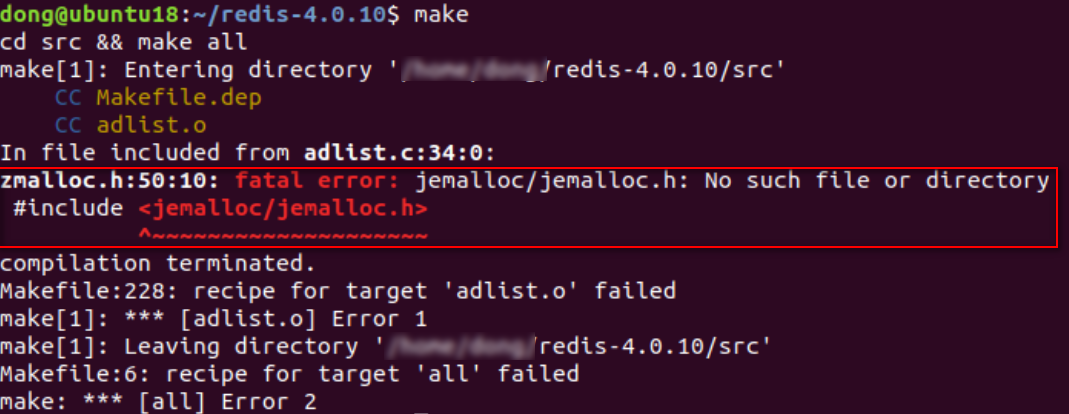 dong@ubuntu18:~/redis-4.0.10$ make
cd src && make all
make[1]: Entering directory '/redis-4.0.10/src'
CC Makefile.dep
CC adlist.o
In file included from adlist.c:34:0:
zmalloc.h:50:10: fatal error: jemalloc/jemalloc.h: No such file or directory
#include <jemalloc/jemalloc.h>
^~~~~~~~~~~~~~~~~~~~~
compilation terminated.
Makefile:228: recipe for target 'adlist.o' failed
make[1]: *** [adlist.o] Error 1
make[1]: Leaving directory '/redis-4.0.10/src'
Makefile:6: recipe for target 'all' failed
make: *** [all] Error 2